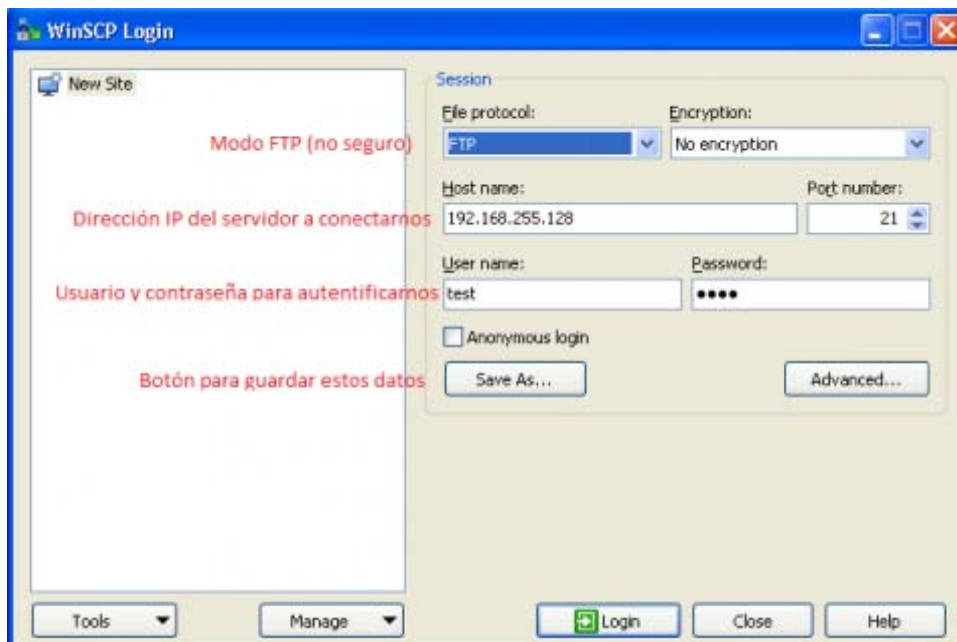 WinSCP Login
New Site
Session
File protocol: Encryption:
Modo FTP (no seguro) FTP No encryption
Host name: Port number:
Dirección IP del servidor a conectarnos 192.168.255.128 21
User name: Password:
Usuario y contraseña para autentificarnos test ●●●●
Anonymous login
Botón para guardar estos datos Save As... Advanced...
Tools Manage Login Close Help